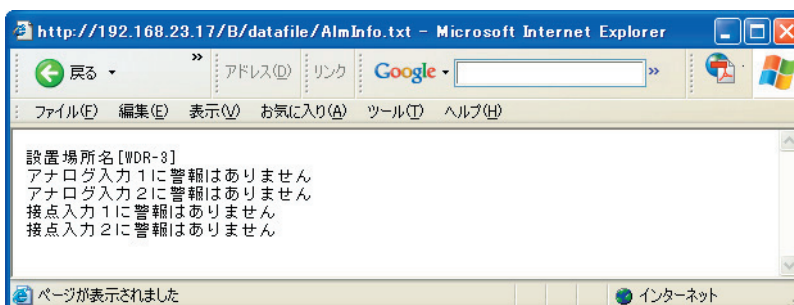 http://192.168.23.17/B/datafile/AlmInfo.txt - Microsoft Internet Explorer
戻る » アドレス(D) リンク Google »
ファイル(F) 編集(E) 表示(V) お気に入り(A) ツール(T) ヘルプ(H)
設置場所名[WDR-3]
アナログ入力1に警報はありません
アナログ入力2に警報はありません
接点入力1に警報はありません
接点入力2に警報はありません
ページが表示されました インターネット